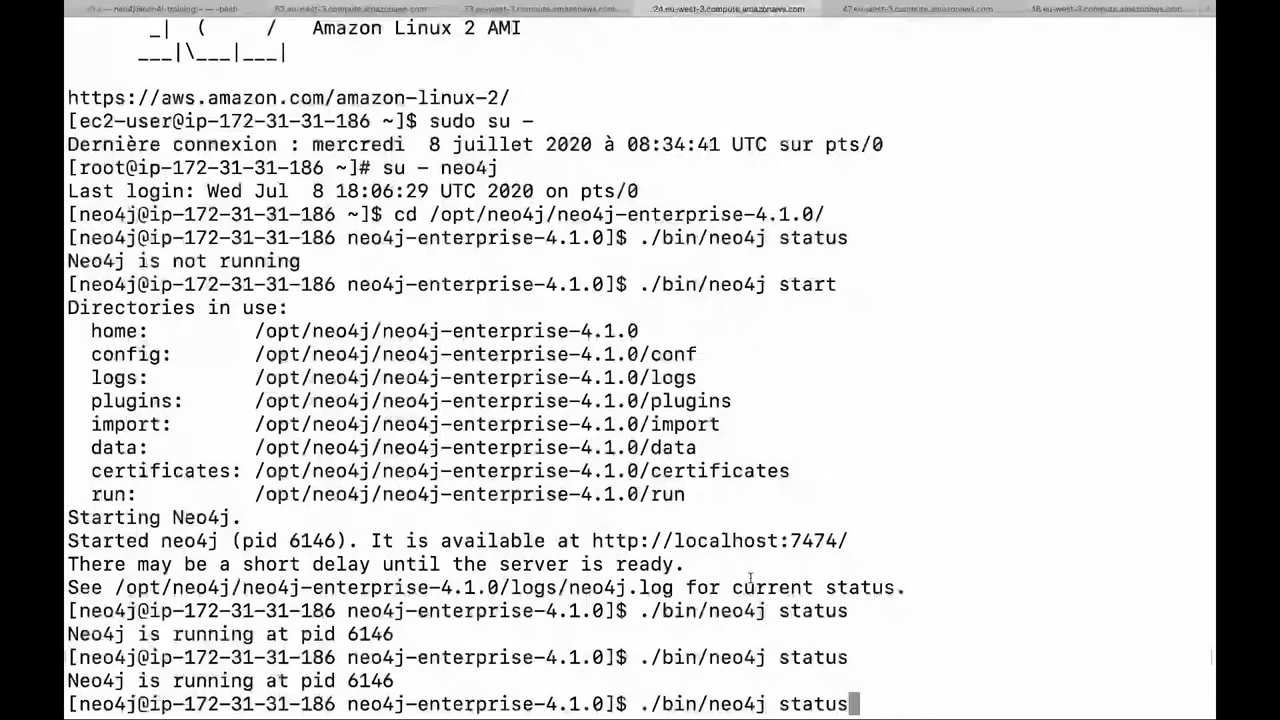 24.eu-west-3.compute.amazonaws.com
_|  (     /   Amazon Linux 2 AMI
___|\___|___|
https://aws.amazon.com/amazon-linux-2/
[ec2-user@ip-172-31-31-186 ~]$ sudo su -
Dernière connexion : mercredi  8 juillet 2020 à 08:34:41 UTC sur pts/0
[root@ip-172-31-31-186 ~]# su - neo4j
Last login: Wed Jul  8 18:06:29 UTC 2020 on pts/0
[neo4j@ip-172-31-31-186 ~]$ cd /opt/neo4j/neo4j-enterprise-4.1.0/
[neo4j@ip-172-31-31-186 neo4j-enterprise-4.1.0]$ ./bin/neo4j status
Neo4j is not running
[neo4j@ip-172-31-31-186 neo4j-enterprise-4.1.0]$ ./bin/neo4j start
Directories in use:
  home:         /opt/neo4j/neo4j-enterprise-4.1.0
  config:       /opt/neo4j/neo4j-enterprise-4.1.0/conf
  logs:         /opt/neo4j/neo4j-enterprise-4.1.0/logs
  plugins:      /opt/neo4j/neo4j-enterprise-4.1.0/plugins
  import:       /opt/neo4j/neo4j-enterprise-4.1.0/import
  data:         /opt/neo4j/neo4j-enterprise-4.1.0/data
  certificates: /opt/neo4j/neo4j-enterprise-4.1.0/certificates
  run:          /opt/neo4j/neo4j-enterprise-4.1.0/run
Starting Neo4j.
Started neo4j (pid 6146). It is available at http://localhost:7474/
There may be a short delay until the server is ready.
See /opt/neo4j/neo4j-enterprise-4.1.0/logs/neo4j.log for current status.
[neo4j@ip-172-31-31-186 neo4j-enterprise-4.1.0]$ ./bin/neo4j status
Neo4j is running at pid 6146
[neo4j@ip-172-31-31-186 neo4j-enterprise-4.1.0]$ ./bin/neo4j status
Neo4j is running at pid 6146
[neo4j@ip-172-31-31-186 neo4j-enterprise-4.1.0]$ ./bin/neo4j status